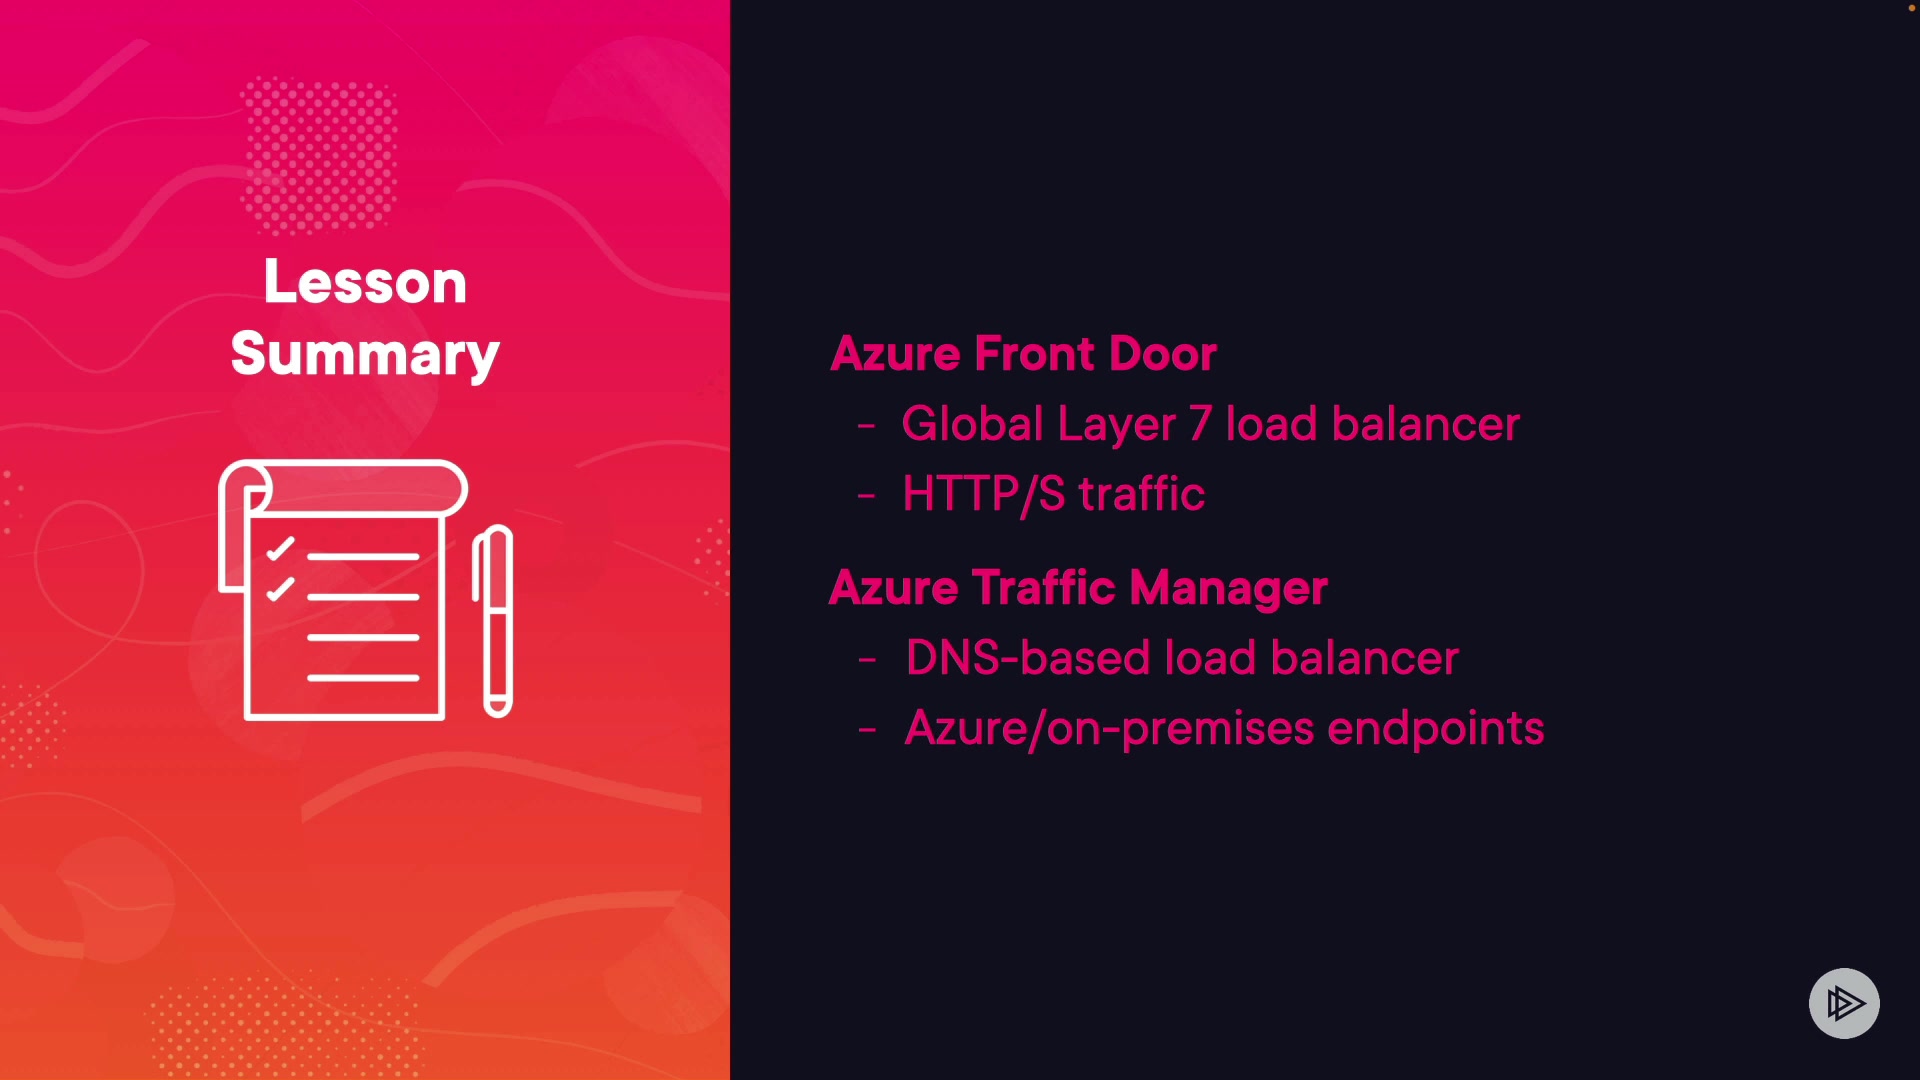 Lesson
Summary
Azure Front Door
- Global Layer 7 load balancer
- HTTP/S traffic
Azure Traffic Manager
- DNS-based load balancer
- Azure/on-premises endpoints